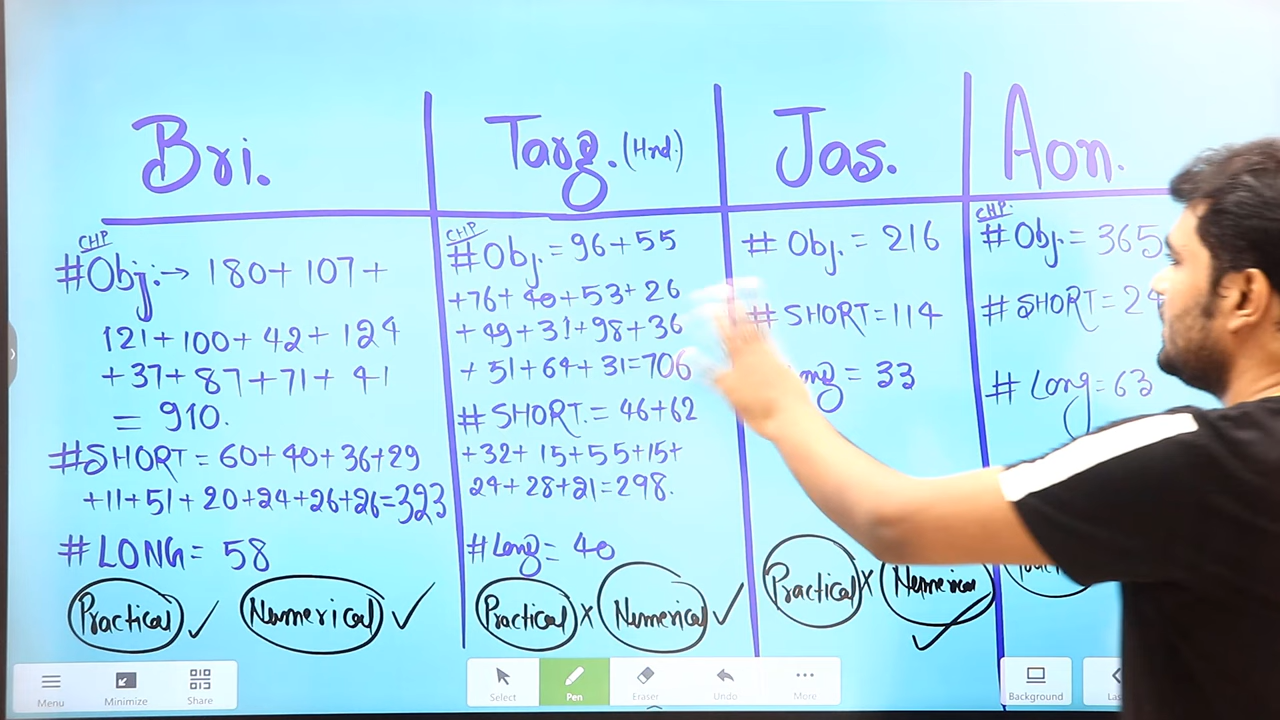 Bri.
CHP
#Obj. → 180+ 107+
121+100+42+124
+37+87+71+41
= 910.
#SHORT = 60+40+36+29
+11+51+20+24+26+26=323
#LONG= 58
Practical ✓ Numerical ✓
Targ. (Hnd.)
CHP
#Obj. = 96+55
+76+40+53+26
+49+31+98+36
+51+64+31=706
#SHORT.= 46+62
+32+15+55+15+
24+28+21=298.
#Long= 40
Practical × Numerical ✓
Jas.
# Obj. = 216
#SHORT=114
= 33
Practical × Numerical ✓
Aon.
CHP.
#Obj.= 365
#SHORT=24
# Long=63
Menu
Minimize
Share
Select
Pen
Eraser
Undo
More
Background